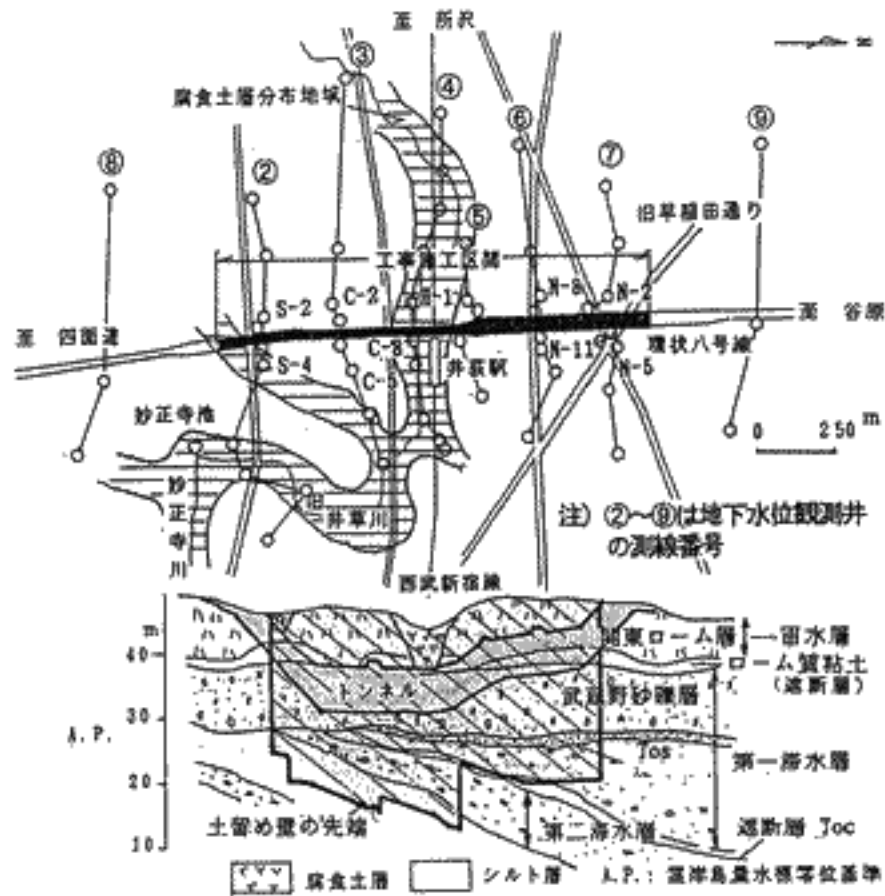 至 所沢
③
腐食土層分布地域
④
⑥
⑨
⑧
②
⑦
⑤
旧早稲田通り
工事施工区間
S-2
C-2
N-8
至 四面道
至 谷原
S-4
C-8
C-5
井荻駅
N-11
N-5
環状八号線
妙正寺池
0 250 m
妙正寺川
旧井草川
注) ②～⑨は地下水位観測井
の測線番号
西武新宿線
m
関東ローム層
宙水層
40
ローム質粘土
(遮断層)
トンネル
武蔵野砂礫層
30
A.P.
Tos
第一滞水層
20
土留め壁の先端
第二滞水層
遮断層 Toc
10
腐食土層
シルト層
A.P.: 霊岸島量水標零位基準